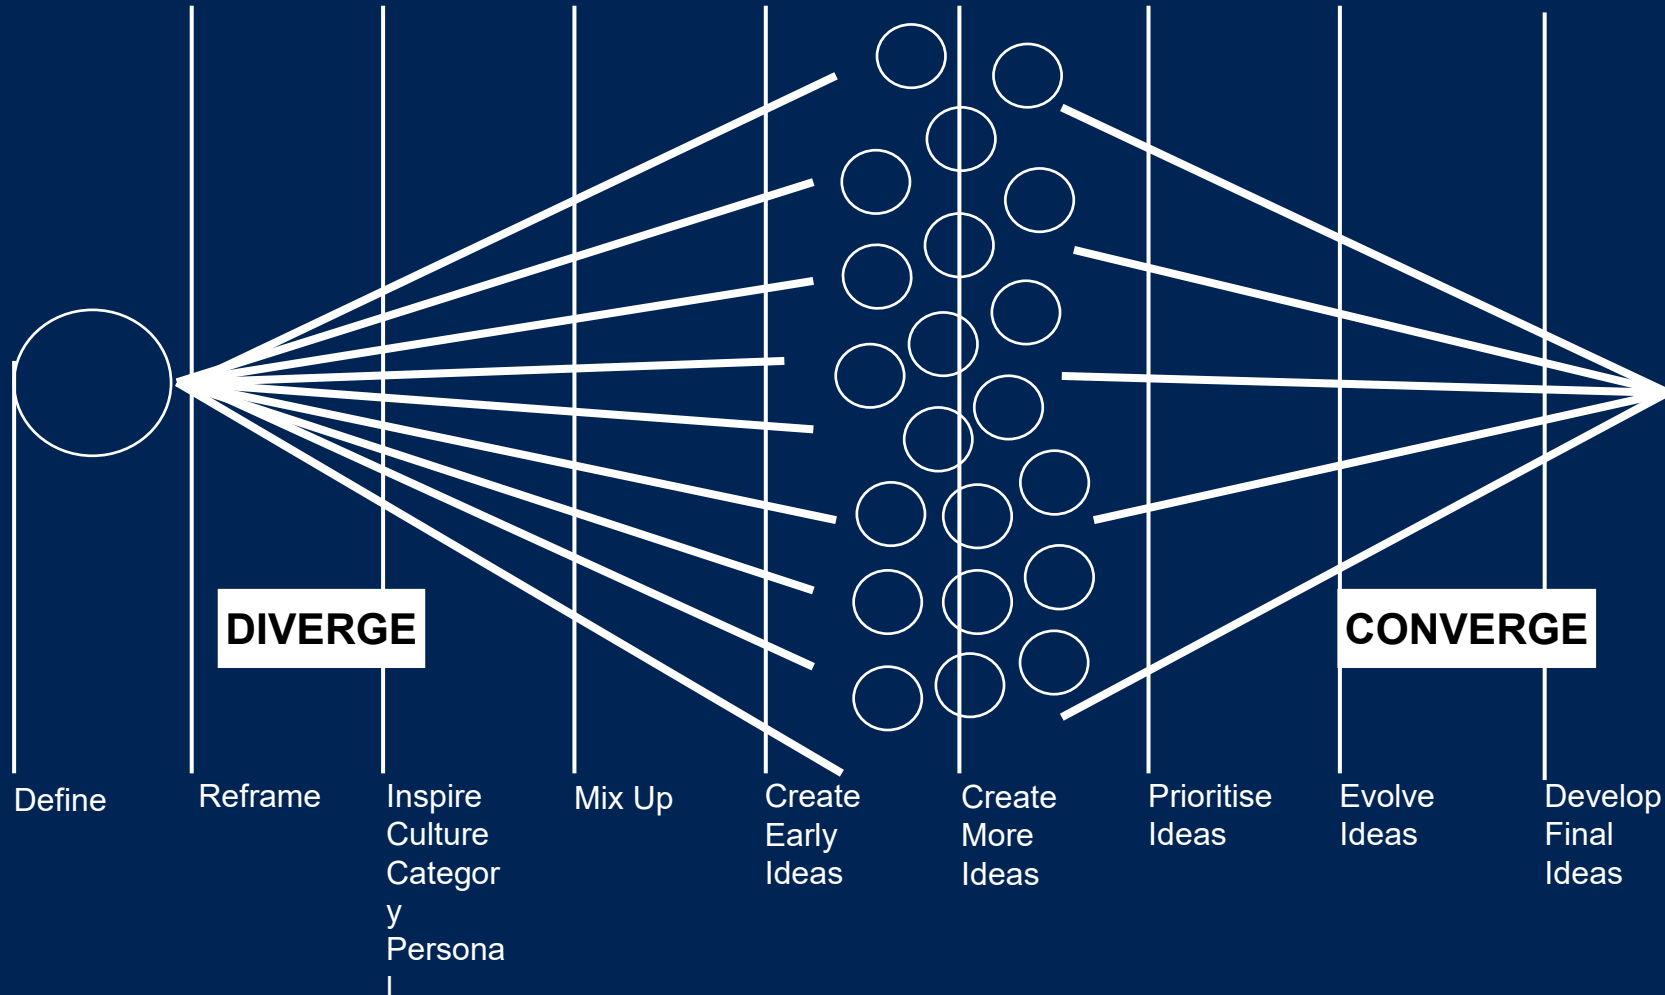 DIVERGE
CONVERGE
Define
Reframe
Inspire
Culture
Categor
y
Persona
l
Mix Up
Create
Early
Ideas
Create
More
Ideas
Prioritise
Ideas
Evolve
Ideas
Develop
Final
Ideas